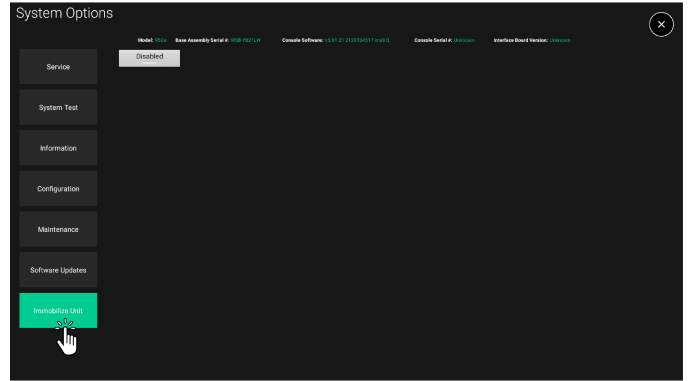 System Options
Model: 95Ce Base Assembly Serial #: Console Software: Console Serial #: Unknown Interface Board Version: Unknown
Disabled
Service
System Test
Information
Configuration
Maintenance
Software Updates
Immobilize Unit